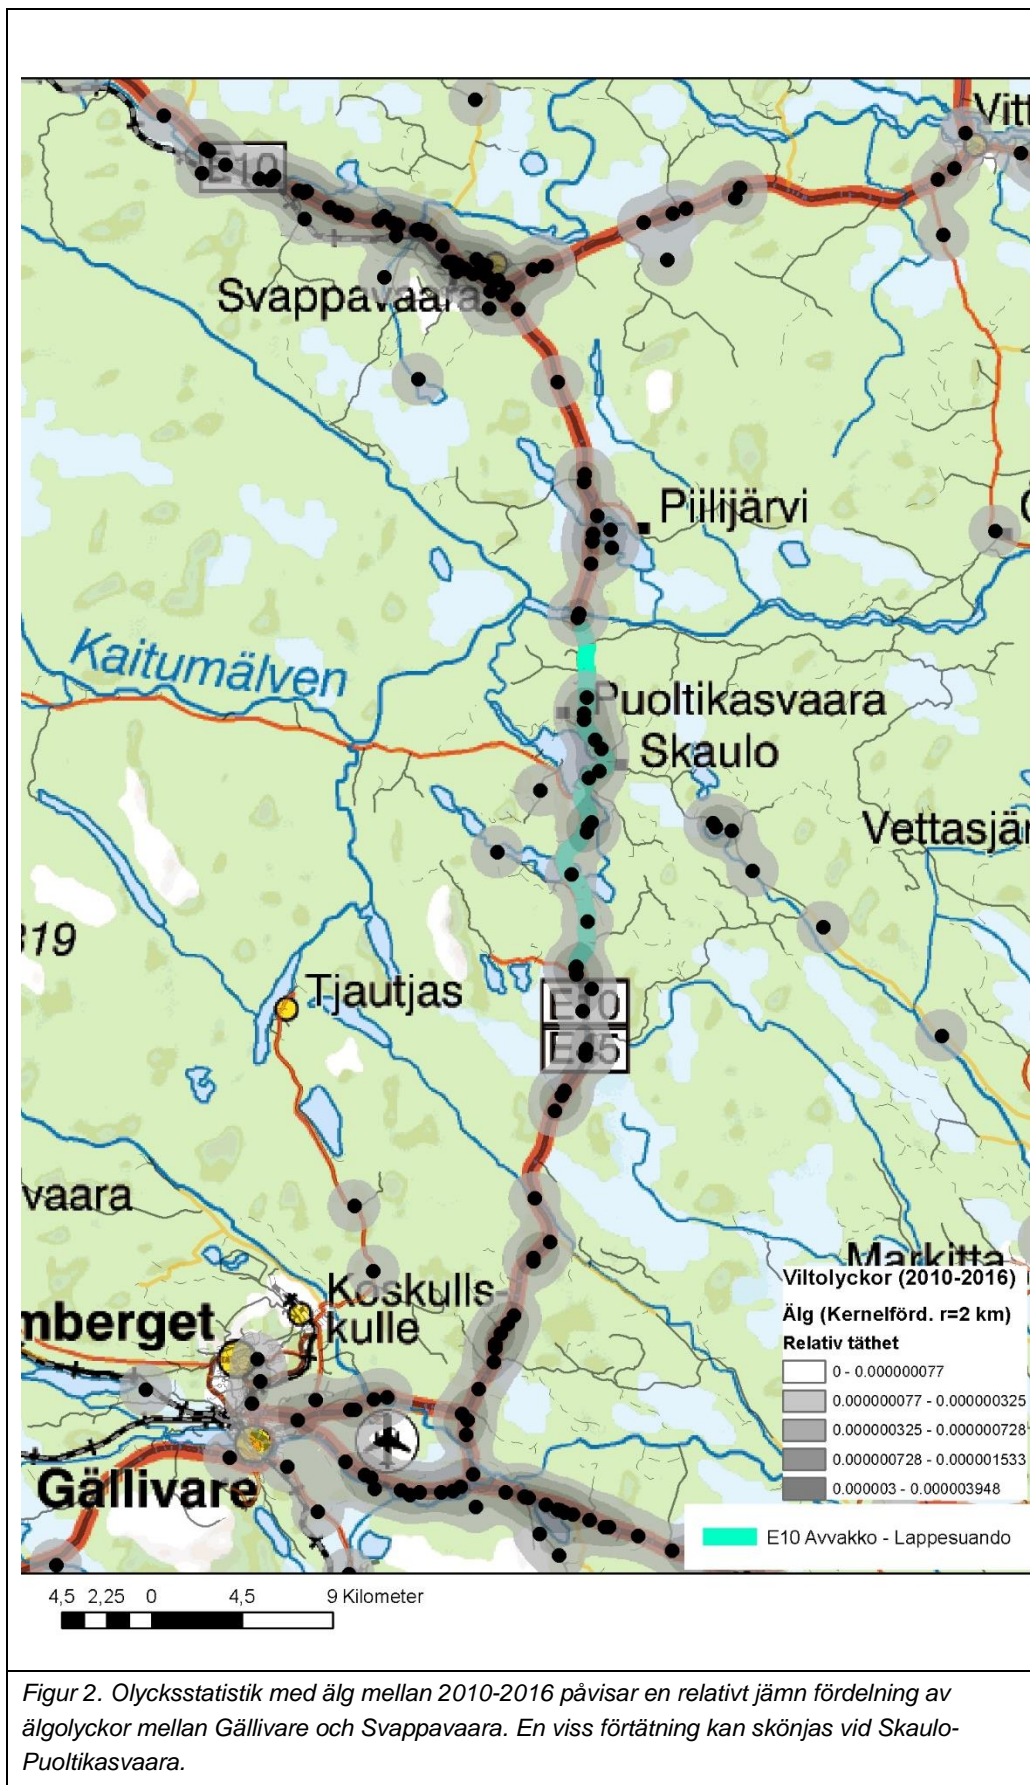 Vitt
E10
Svappavaara
Piilijärvi
Kaitumälven
Puoltikasvaara
Skaulo
Vettasjär
319
Tjautjas
E10
E45
vaara
Markitta
Koskulls-
kulle
mberget
Gällivare
Viltolyckor (2010-2016)
Älg (Kernelförd. r=2 km)
Relativ täthet
0 - 0.000000077
0.000000077 - 0.000000325
0.000000325 - 0.000000728
0.000000728 - 0.000001533
0.000003 - 0.000003948
E10 Avvakko - Lappesuando
4,5 2,25 0 4,5 9 Kilometer
Figur 2. Olycksstatistik med älg mellan 2010-2016 påvisar en relativt jämn fördelning av
älgolyckor mellan Gällivare och Svappavaara. En viss förtätning kan skönjas vid Skaulo-
Puoltikasvaara.